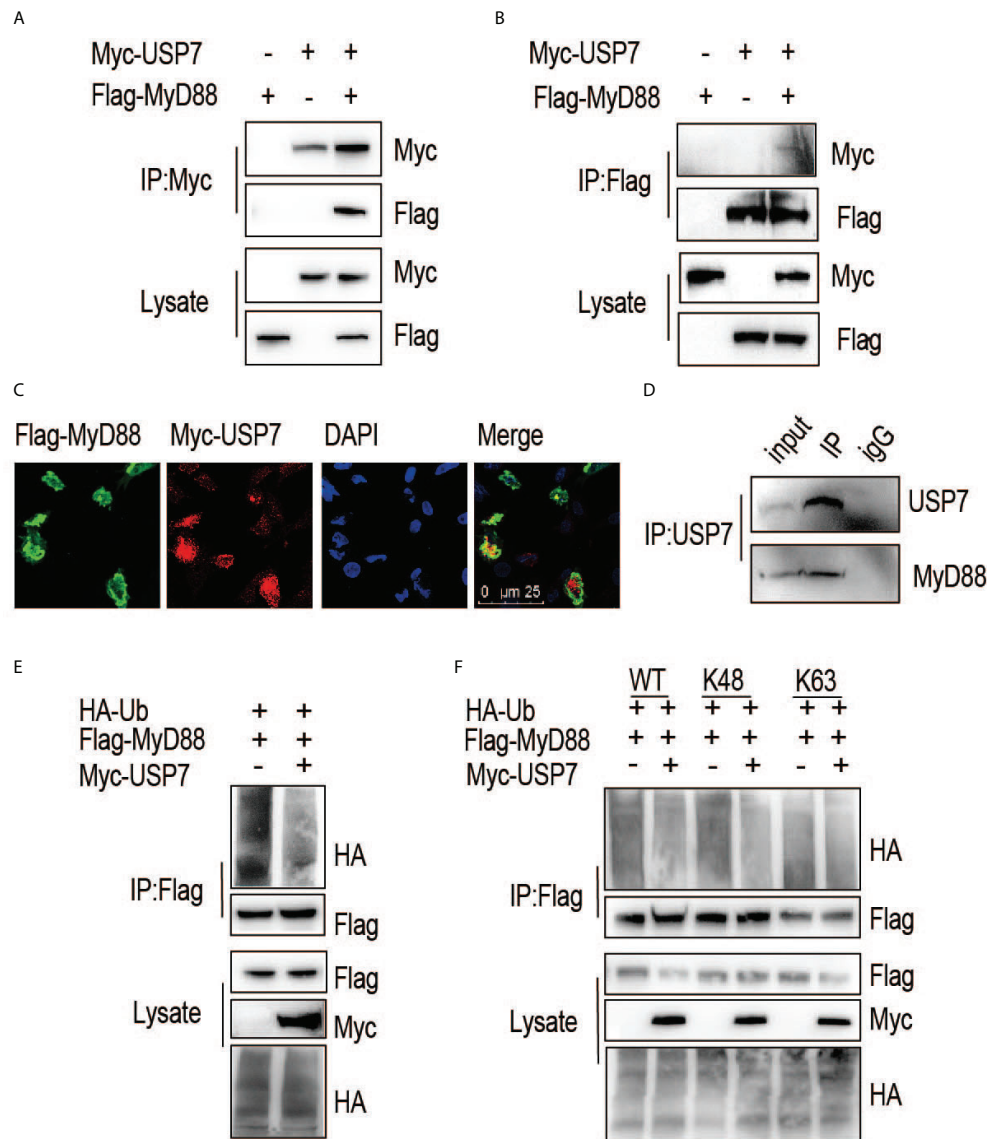 A
Myc-USP7 - + +
Flag-MyD88 + - +
IP:Myc
Myc
Flag
Lysate
Myc
Flag
B
Myc-USP7 - + +
Flag-MyD88 + - +
IP:Flag
Myc
Flag
Lysate
Myc
Flag
C
Flag-MyD88 Myc-USP7 DAPI Merge
0 µm 25
D
input IP igG
IP:USP7
USP7
MyD88
E
HA-Ub + +
Flag-MyD88 + +
Myc-USP7 - +
IP:Flag
HA
Flag
Lysate
Flag
Myc
HA
F
WT K48 K63
HA-Ub + + + + + +
Flag-MyD88 + + + + + +
Myc-USP7 - + - + - +
IP:Flag
HA
Flag
Lysate
Flag
Myc
HA